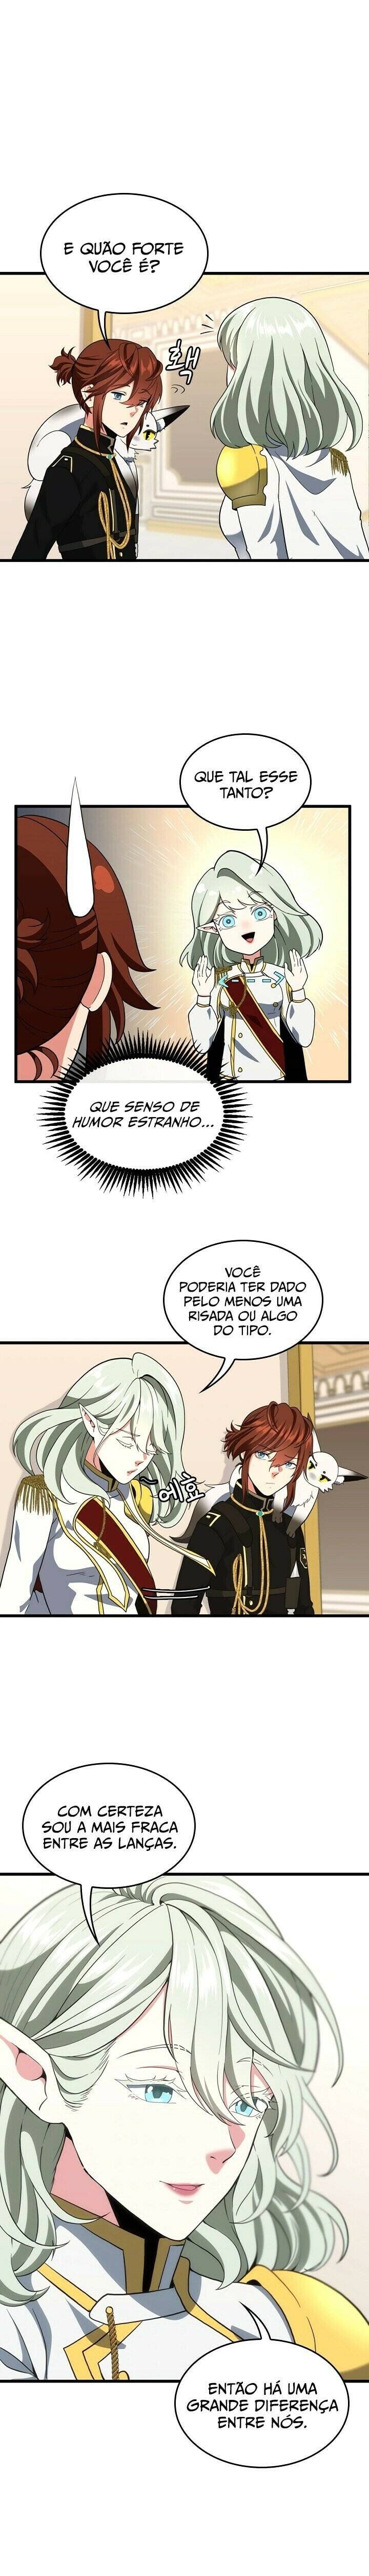 E QUÃO FORTE
VOCÊ É?
홱
QUE TAL ESSE
TANTO?
QUE SENSO DE
HUMOR ESTRANHO...
VOCÊ
PODERIA TER DADO
PELO MENOS UMA
RISADA OU ALGO
DO TIPO.
에휴
COM CERTEZA
SOU A MAIS FRACA
ENTRE AS LANÇAS.
ENTÃO HÁ UMA
GRANDE DIFERENÇA
ENTRE NÓS.